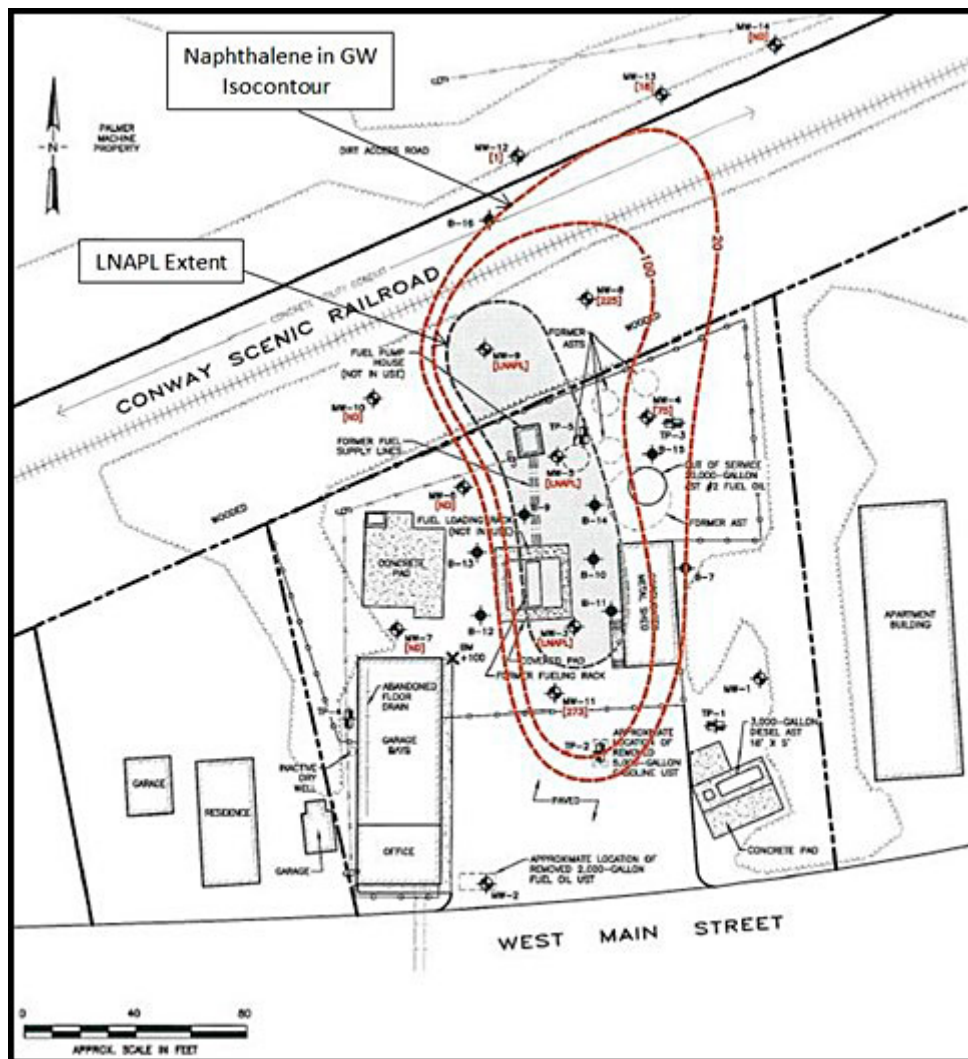 Naphthalene in GW
Isocontour
LNAPL Extent
N
PALMER
MACHINE
PROPERTY
DIRT ACCESS ROAD
MW-14
[ND]
MW-13
[18]
MW-12
[1]
B-16
CONCRETE UTILITY CONDUIT
CONWAY SCENIC RAILROAD
20
100
MW-8
[225]
WOODED
FORMER
ASTS
FUEL PUMP
HOUSE
(NOT IN USE)
MW-9
[LNAPL]
MW-10
[ND]
MW-4
[75]
TP-3
TP-5
B-15
FORMER FUEL
SUPPLY LINES
[LNAPL]
OUT OF SERVICE
20,000-GALLON
AST #2 FUEL OIL
FORMER AST
WOODED
[ND]
B-9
B-14
FUEL LOADING RACK
(NOT IN USE)
CONCRETE
PAD
B-13
B-10
B-7
METAL SHED
B-11
B-12
MW-7
[ND]
BM
+100
MW-3
[LNAPL]
COVERED PAD
FORMER FUELING RACK
APARTMENT
BUILDING
MW-1
MW-11
[273]
ABANDONED
FLOOR
DRAIN
TP-4
TP-1
GARAGE
BAYS
TP-2
APPROXIMATE
LOCATION OF
REMOVED
5,000-GALLON
GASOLINE UST
3,000-GALLON
DIESEL AST
16' X 5'
INACTIVE
DRY
WELL
GARAGE
RESIDENCE
PAVED
GARAGE
OFFICE
CONCRETE PAD
APPROXIMATE LOCATION OF
REMOVED 2,000-GALLON
FUEL OIL UST
MW-2
WEST MAIN STREET
0 40 80
APPROX. SCALE IN FEET